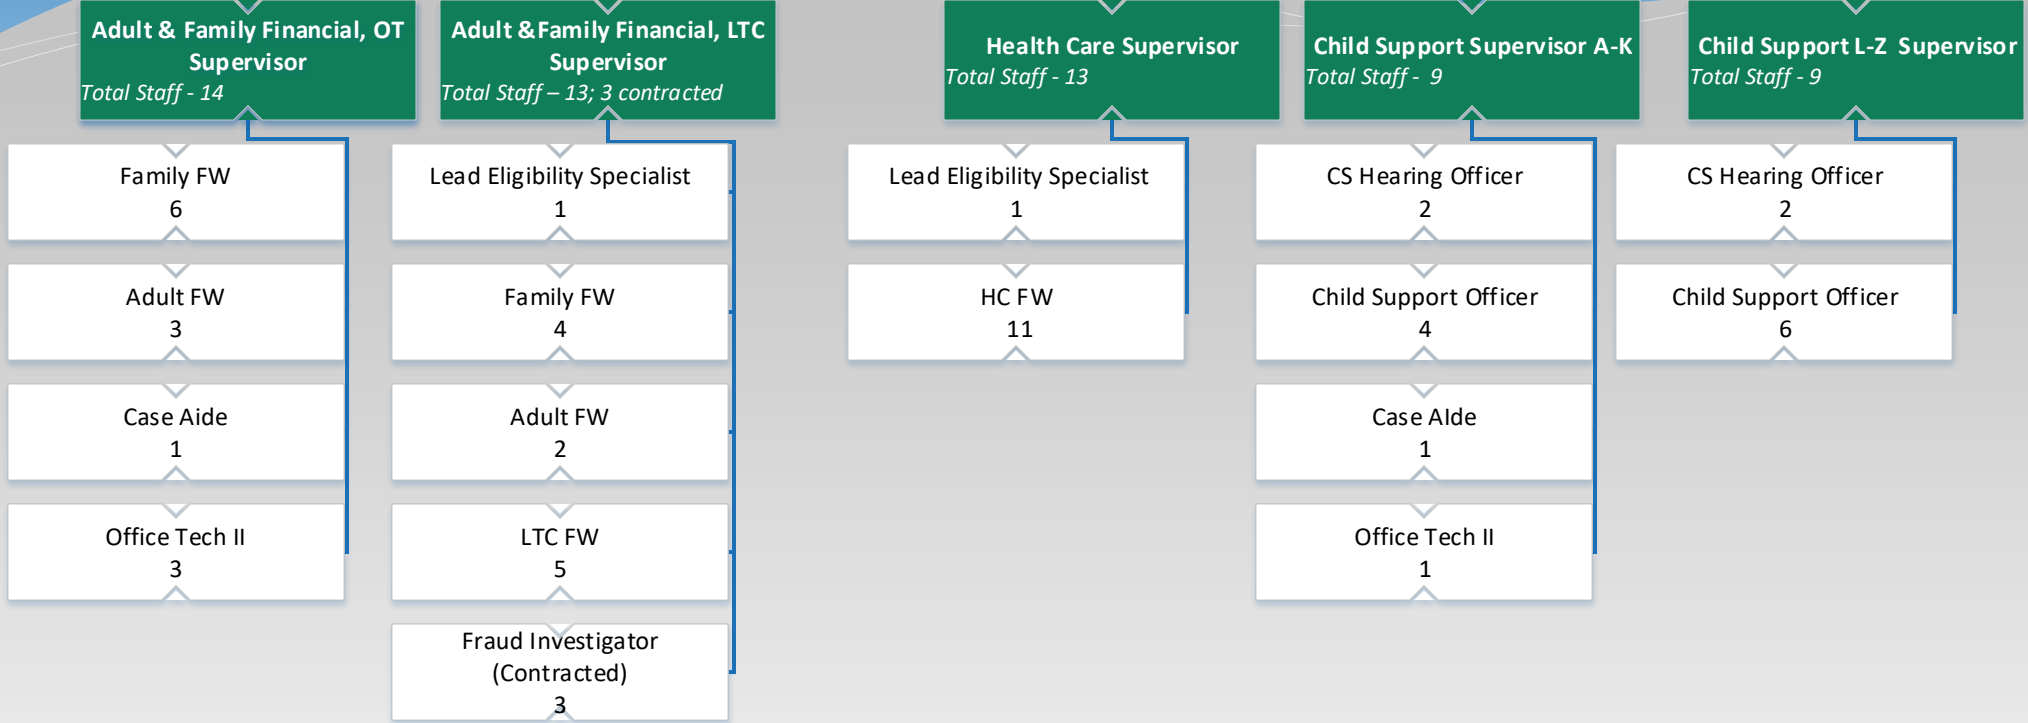 Adult & Family Financial, OT
Supervisor
Total Staff - 14
Family FW
6
Adult FW
3
Case Aide
1
Office Tech II
3
Adult &Family Financial, LTC
Supervisor
Total Staff – 13; 3 contracted
Lead Eligibility Specialist
1
Family FW
4
Adult FW
2
LTC FW
5
Fraud Investigator
(Contracted)
3
Health Care Supervisor
Total Staff - 13
Lead Eligibility Specialist
1
HC FW
11
Child Support Supervisor A-K
Total Staff - 9
CS Hearing Officer
2
Child Support Officer
4
Case AIde
1
Office Tech II
1
Child Support L-Z Supervisor
Total Staff - 9
CS Hearing Officer
2
Child Support Officer
6